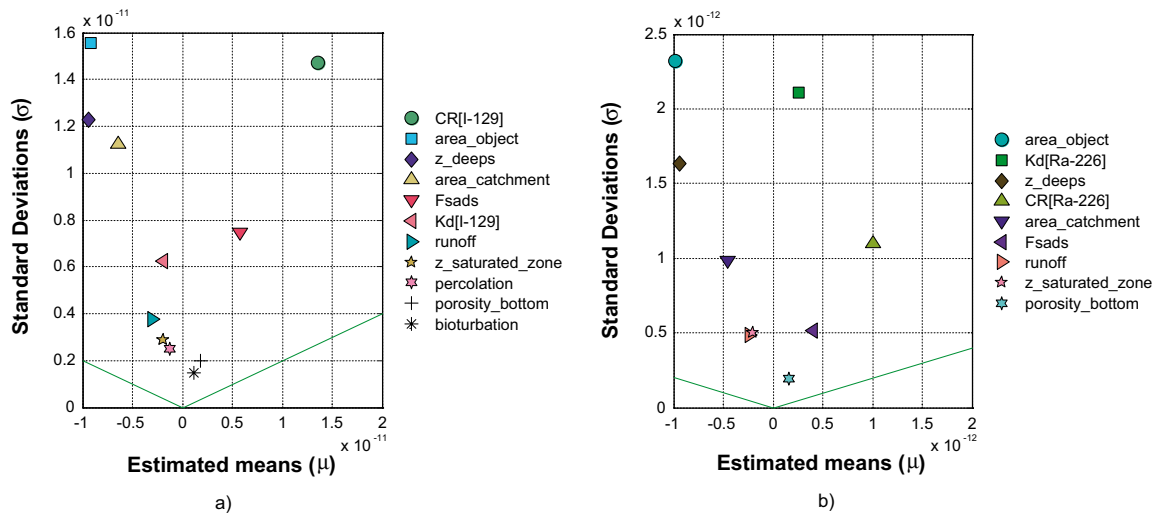 x 10-11
1.6
1.4
1.2
1
0.8
0.6
0.4
0.2
0
Standard Deviations (σ)
-1
-0.5
0
0.5
1
1.5
2
x 10-11
Estimated means (μ)
CR[I-129]
area_object
z_deeps
area_catchment
Fsads
Kd[I-129]
runoff
z_saturated_zone
percolation
porosity_bottom
bioturbation
a)
x 10-12
2.5
2
1.5
1
0.5
0
Standard Deviations (σ)
-1
-0.5
0
0.5
1
1.5
2
x 10-12
Estimated means (μ)
area_object
Kd[Ra-226]
z_deeps
CR[Ra-226]
area_catchment
Fsads
runoff
z_saturated_zone
porosity_bottom
b)